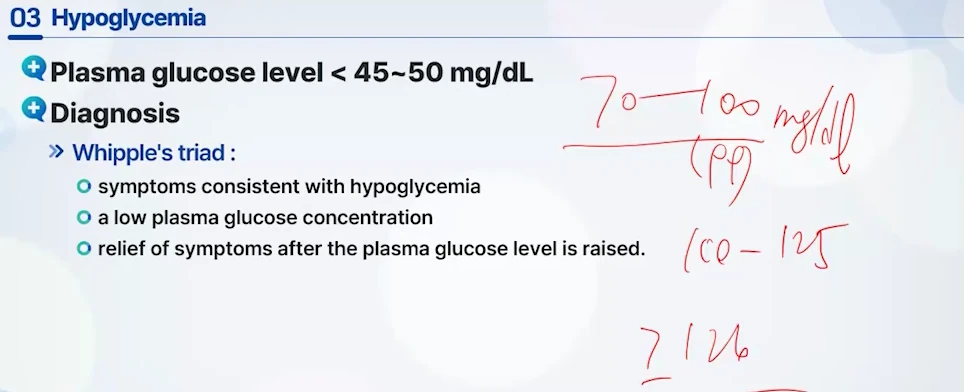 03 Hypoglycemia
Plasma glucose level < 45~50 mg/dL
Diagnosis
» Whipple's triad :
symptoms consistent with hypoglycemia
a low plasma glucose concentration
relief of symptoms after the plasma glucose level is raised.
70-100 mg/dl
100-125
≥126